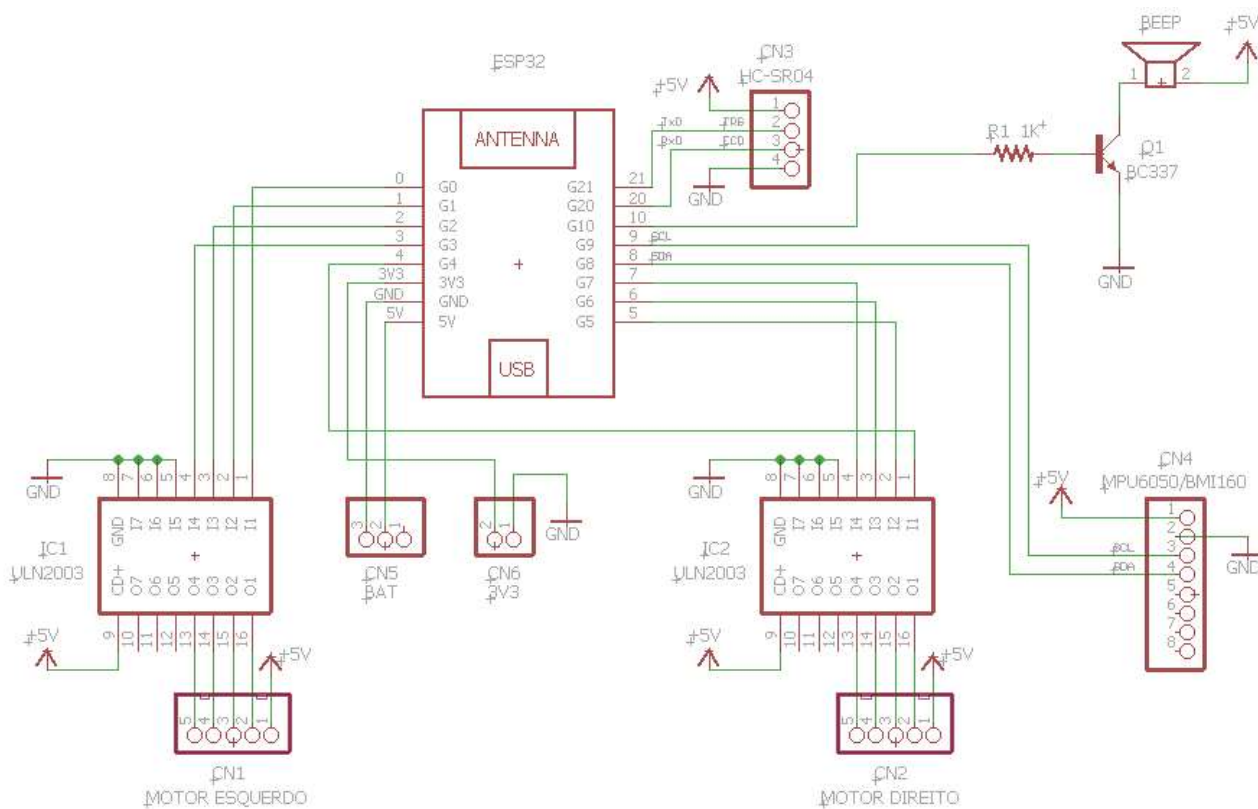 BEEP
+5V
1
2
ESP32
CN3
HC-SR04
+5V
ANTENNA
TxD
TRG
RxD
ECO
1
2
3
4
GND
R1 1K
Q1
BC337
GND
0
1
2
3
4
3V3
GND
5V
G0
G1
G2
G3
G4
3V3
GND
5V
G21
G20
G10
G9
G8
G7
G6
G5
21
20
10
9
8
7
6
5
SCL
SDA
USB
GND
8
7
6
5
4
3
2
1
GND
I7
I6
I5
I4
I3
I2
I1
IC1
ULN2003
CD+
O7
O6
O5
O4
O3
O2
O1
9
10
11
12
13
14
15
16
+5V
+5V
5
4
3
2
1
CN1
MOTOR ESQUERDO
3
2
1
CN5
BAT
2
1
GND
CN6
3V3
GND
8
7
6
5
4
3
2
1
GND
I7
I6
I5
I4
I3
I2
I1
IC2
ULN2003
CD+
O7
O6
O5
O4
O3
O2
O1
9
10
11
12
13
14
15
16
+5V
+5V
5
4
3
2
1
CN2
MOTOR DIREITO
CN4
MPU6050/BMI160
+5V
SCL
SDA
1
2
3
4
5
6
7
8
GND